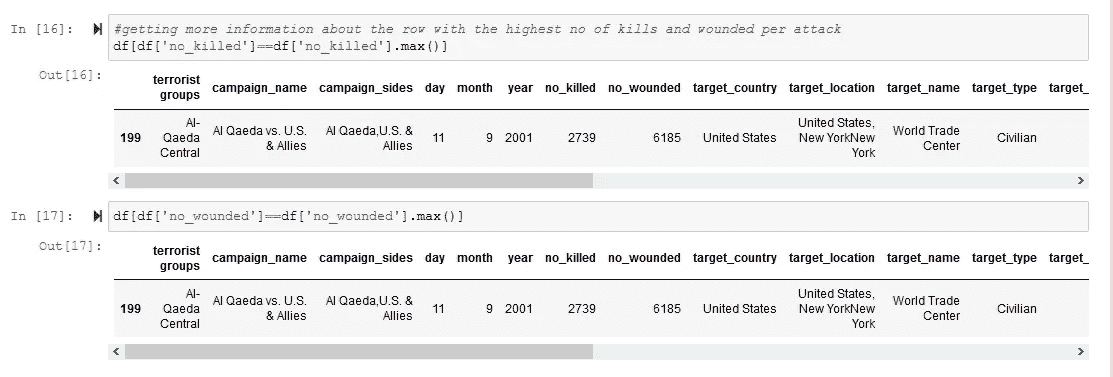 In [16]: #getting more information about the row with the highest no of kills and wounded per attack
df[df['no_killed']==df['no_killed'].max()]
Out[16]:
terrorist
groups campaign_name campaign_sides day month year no_killed no_wounded target_country target_location target_name target_type target_
Al-
199 Qaeda Al Qaeda vs. U.S. Al Qaeda,U.S. & 11 9 2001 2739 6185 United States United States, World Trade Civilian
Central & Allies Allies New YorkNew Center
York
In [17]: df[df['no_wounded']==df['no_wounded'].max()]
Out[17]:
terrorist
groups campaign_name campaign_sides day month year no_killed no_wounded target_country target_location target_name target_type target_
Al-
199 Qaeda Al Qaeda vs. U.S. Al Qaeda,U.S. & 11 9 2001 2739 6185 United States United States, World Trade Civilian
Central & Allies Allies New YorkNew Center
York